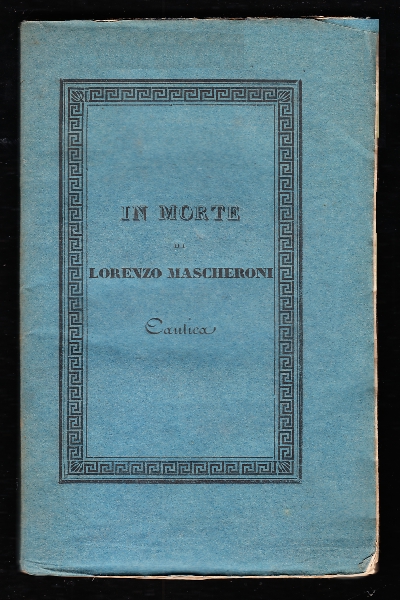 IN MORTE
DI
LORENZO MASCHERONI
Cantica